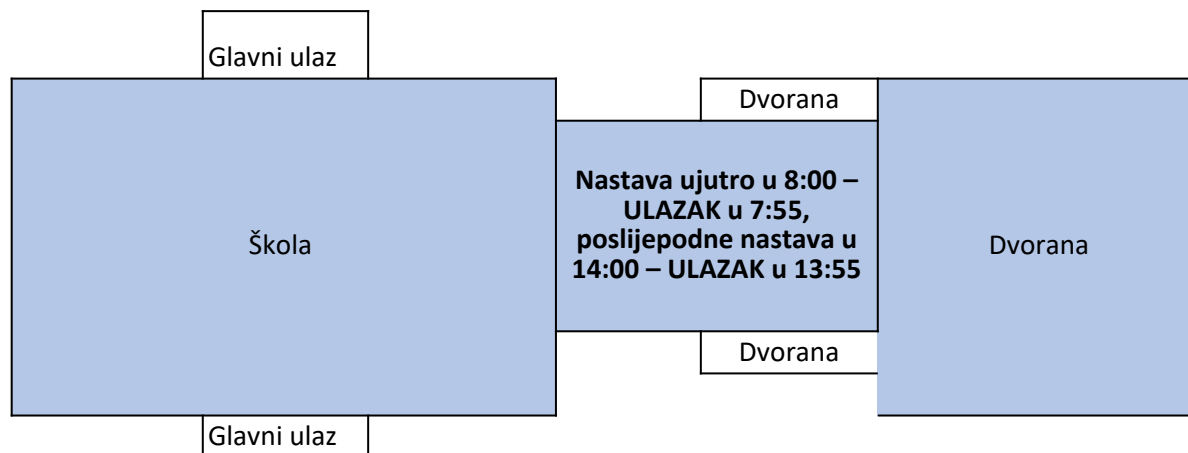 Glavni ulaz
Dvorana
Škola
Nastava ujutro u 8:00 –
ULAZAK u 7:55,
poslijepodne nastava u
14:00 – ULAZAK u 13:55
Dvorana
Dvorana
Glavni ulaz